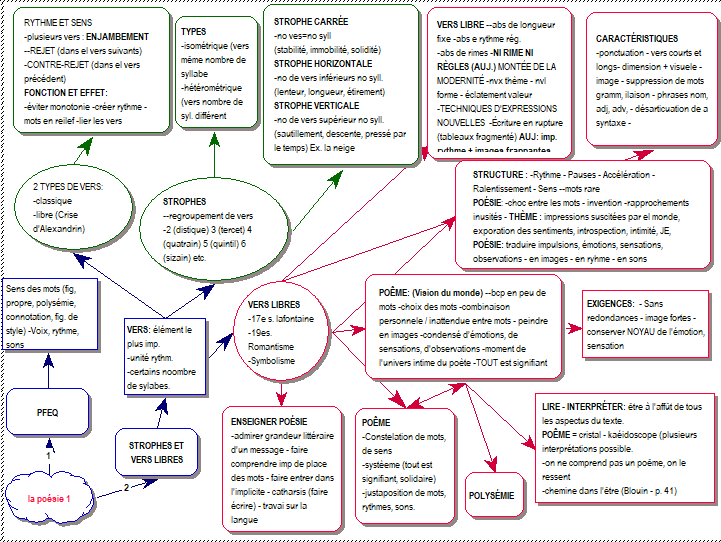 RYTHME ET SENS
-plusieurs vers : ENJAMBEMENT
--REJET (dans el vers suivants)
-CONTRE-REJET (dans el vers
précédent)
FONCTION ET EFFET:
-éviter monotonie -créer rythme -
mots en reilef -lier les vers
TYPES
-isométrique (vers
même nombre de
syllabe
-hétérométrique
(vers nombre de
syl. différent
STROPHE CARRÉE
-no ves=no syll
(stabilité, immobilité, solidité)
STROPHE HORIZONTALE
-no de vers inférieurs no syll.
(lenteur, longueur, étirement)
STROPHE VERTICALE
-no de vers supérieur no syll.
(sautillement, descente, pressé par
le temps) Ex. la neige
VERS LIBRE --abs de longueur
fixe -abs e rythme rég.
-abs de rimes -NI RIME NI
RÈGLES (AUJ.) MONTÉE DE LA
MODERNITÉ -nvx thème - nvl
forme - éclatement valeur
-TECHNIQUES D'EXPRESSIONS
NOUVELLES -Écriture en rupture
(tableaux fragmenté) AUJ: imp.
rythme + images frappantes
CARACTÉRISTIQUES
-ponctuation - vers courts et
longs- dimension + visuele -
image - suppression de mots
gramm, iliaison - phrases nom,
adj, adv, - désarticuation de a
syntaxe -
2 TYPES DE VERS:
-classique
-libre (Crise
d'Alexandrin)
STROPHES
--regroupement de vers
-2 (distique) 3 (tercet) 4
(quatrain) 5 (quintil) 6
(sizain) etc.
STRUCTURE : -Rythme - Pauses - Accélération -
Ralentissement - Sens --mots rare
POÉSIE: -choc entre les mots - invention -rapprochements
inusités - THÈME : impressions suscitées par el monde,
exporation des sentiments, introspection, intimité, JE,
POÉSIE: traduire impulsions, émotions, sensations,
observations - en images - en ryhme - en sons
Sens des mots (fig,
propre, polysémie,
connotation, fig. de
style) -Voix, rythme,
sons
VERS: élément le
plus imp.
-unité rythm.
-certains noombre
de sylabes.
VERS LIBRES
-17e s. lafontaine
-19es.
Romantisme
-Symbolisme
POÊME: (Vision du monde) --bcp en peu de
mots -choix des mots -combinaison
personnele / inattendue entre mots - peindre
en images -condensé d'émotions, de
sensations, d'observations -moment de
l'univers intime du poête -TOUT est signifiant
EXIGENCES: - Sans
redondances - image fortes -
conserver NOYAU de l'émotion,
sensation
PFEQ
STROPHES ET
VERS LIBRES
1
la poésie 1
2
ENSEIGNER POÉSIE
-admirer grandeur littéraire
d'un message - faire
comprendre imp de place
des mots - faire entrer dans
l'implicite - catharsis (faire
écrire) - travai sur la
langue
POÊME
-Constelation de mots,
de sens
-systéeme (tout est
signifiant, solidaire)
-justaposition de mots,
rythmes, sons.
POLYSÉMIE
LIRE - INTERPRÉTER: être à l'affût de tous
les aspectus du texte.
POÊME = cristal - kaéidoscope (plusieurs
interprétations possible.
-on ne comprend pas un poéme, on le
ressent
-chemine dans l'être (Blouin - p. 41)